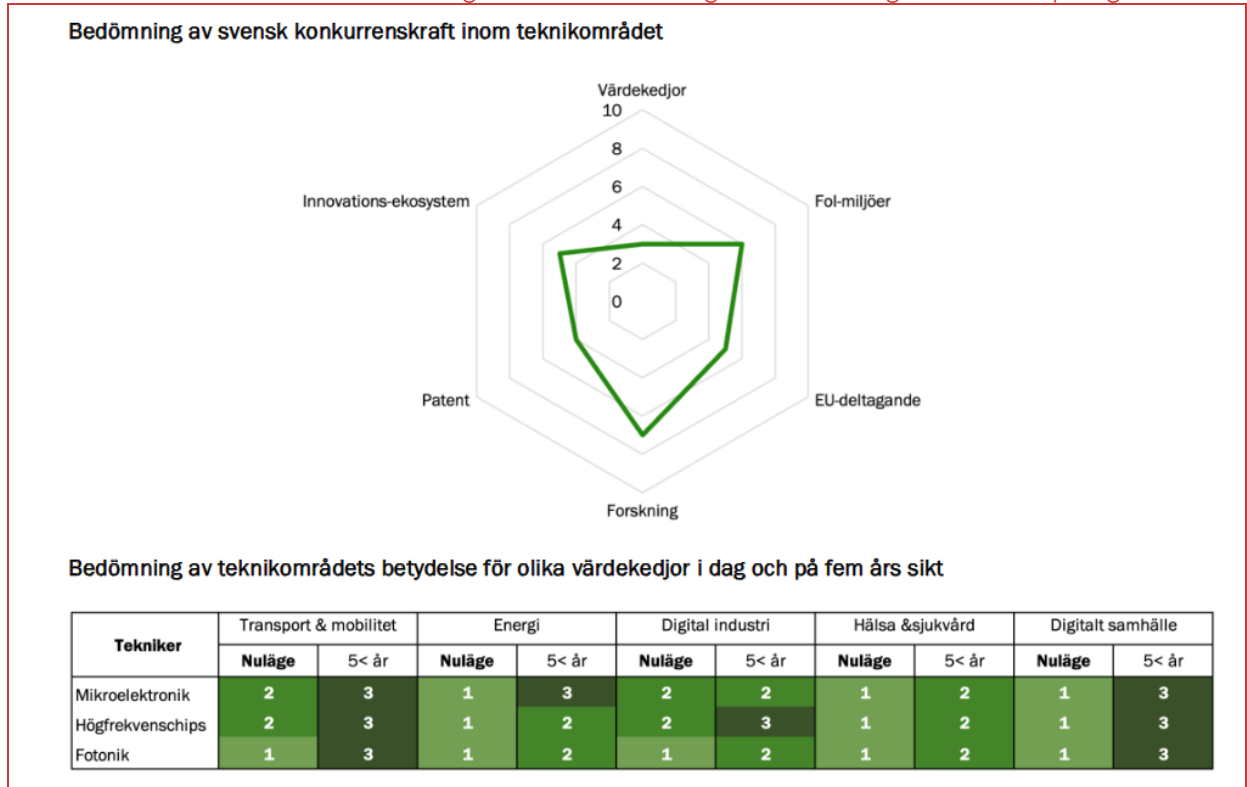 Bedömning av svensk konkurrenskraft inom teknikområdet
Värdekedjor
10
8
Innovations-ekosystem 6 FoI-miljöer
4
2
0
Patent EU-deltagande
Forskning
Bedömning av teknikområdets betydelse för olika värdekedjor i dag och på fem års sikt
Tekniker Transport & mobilitet Energi Digital industri Hälsa &sjukvård Digitalt samhälle
Nuläge 5< år Nuläge 5< år Nuläge 5< år Nuläge 5< år Nuläge 5< år
Mikroelektronik 2 3 1 3 2 2 1 2 1 3
Högfrekvenschips 2 3 1 2 2 3 1 2 1 3
Fotonik 1 3 1 2 1 2 1 2 1 3